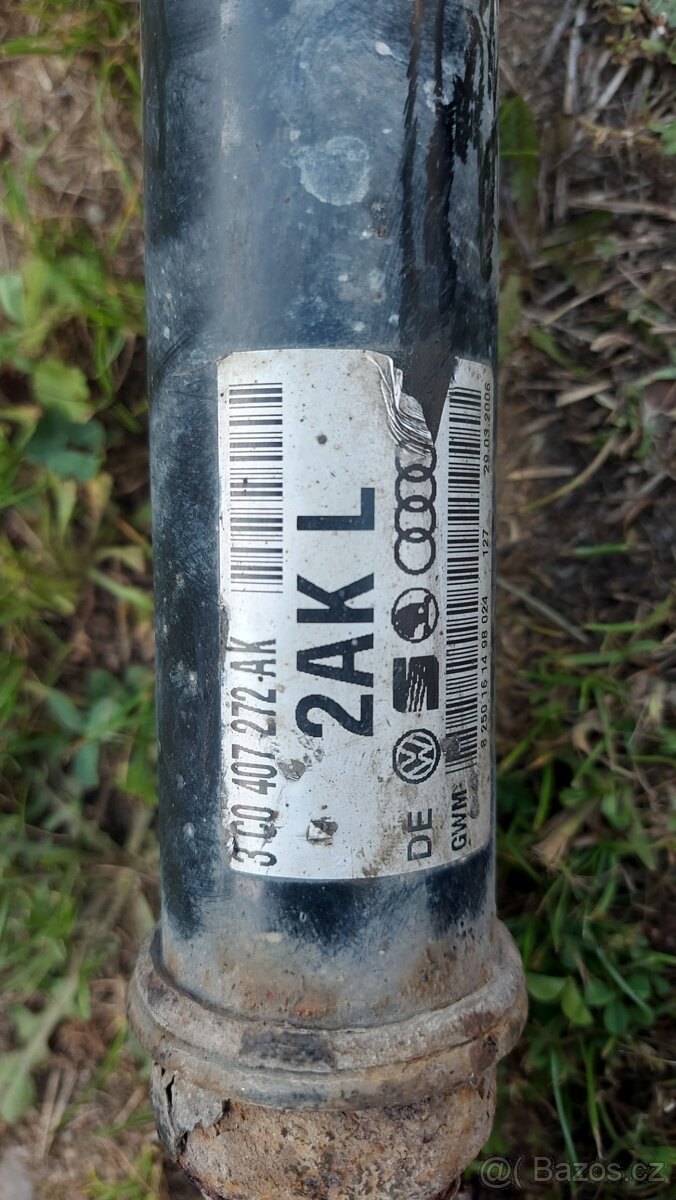 3C0 407 272 AK
2AK L
DE
GWM
8 250 16 14 98 024 127 29.03.2006
@( Bazos.cz